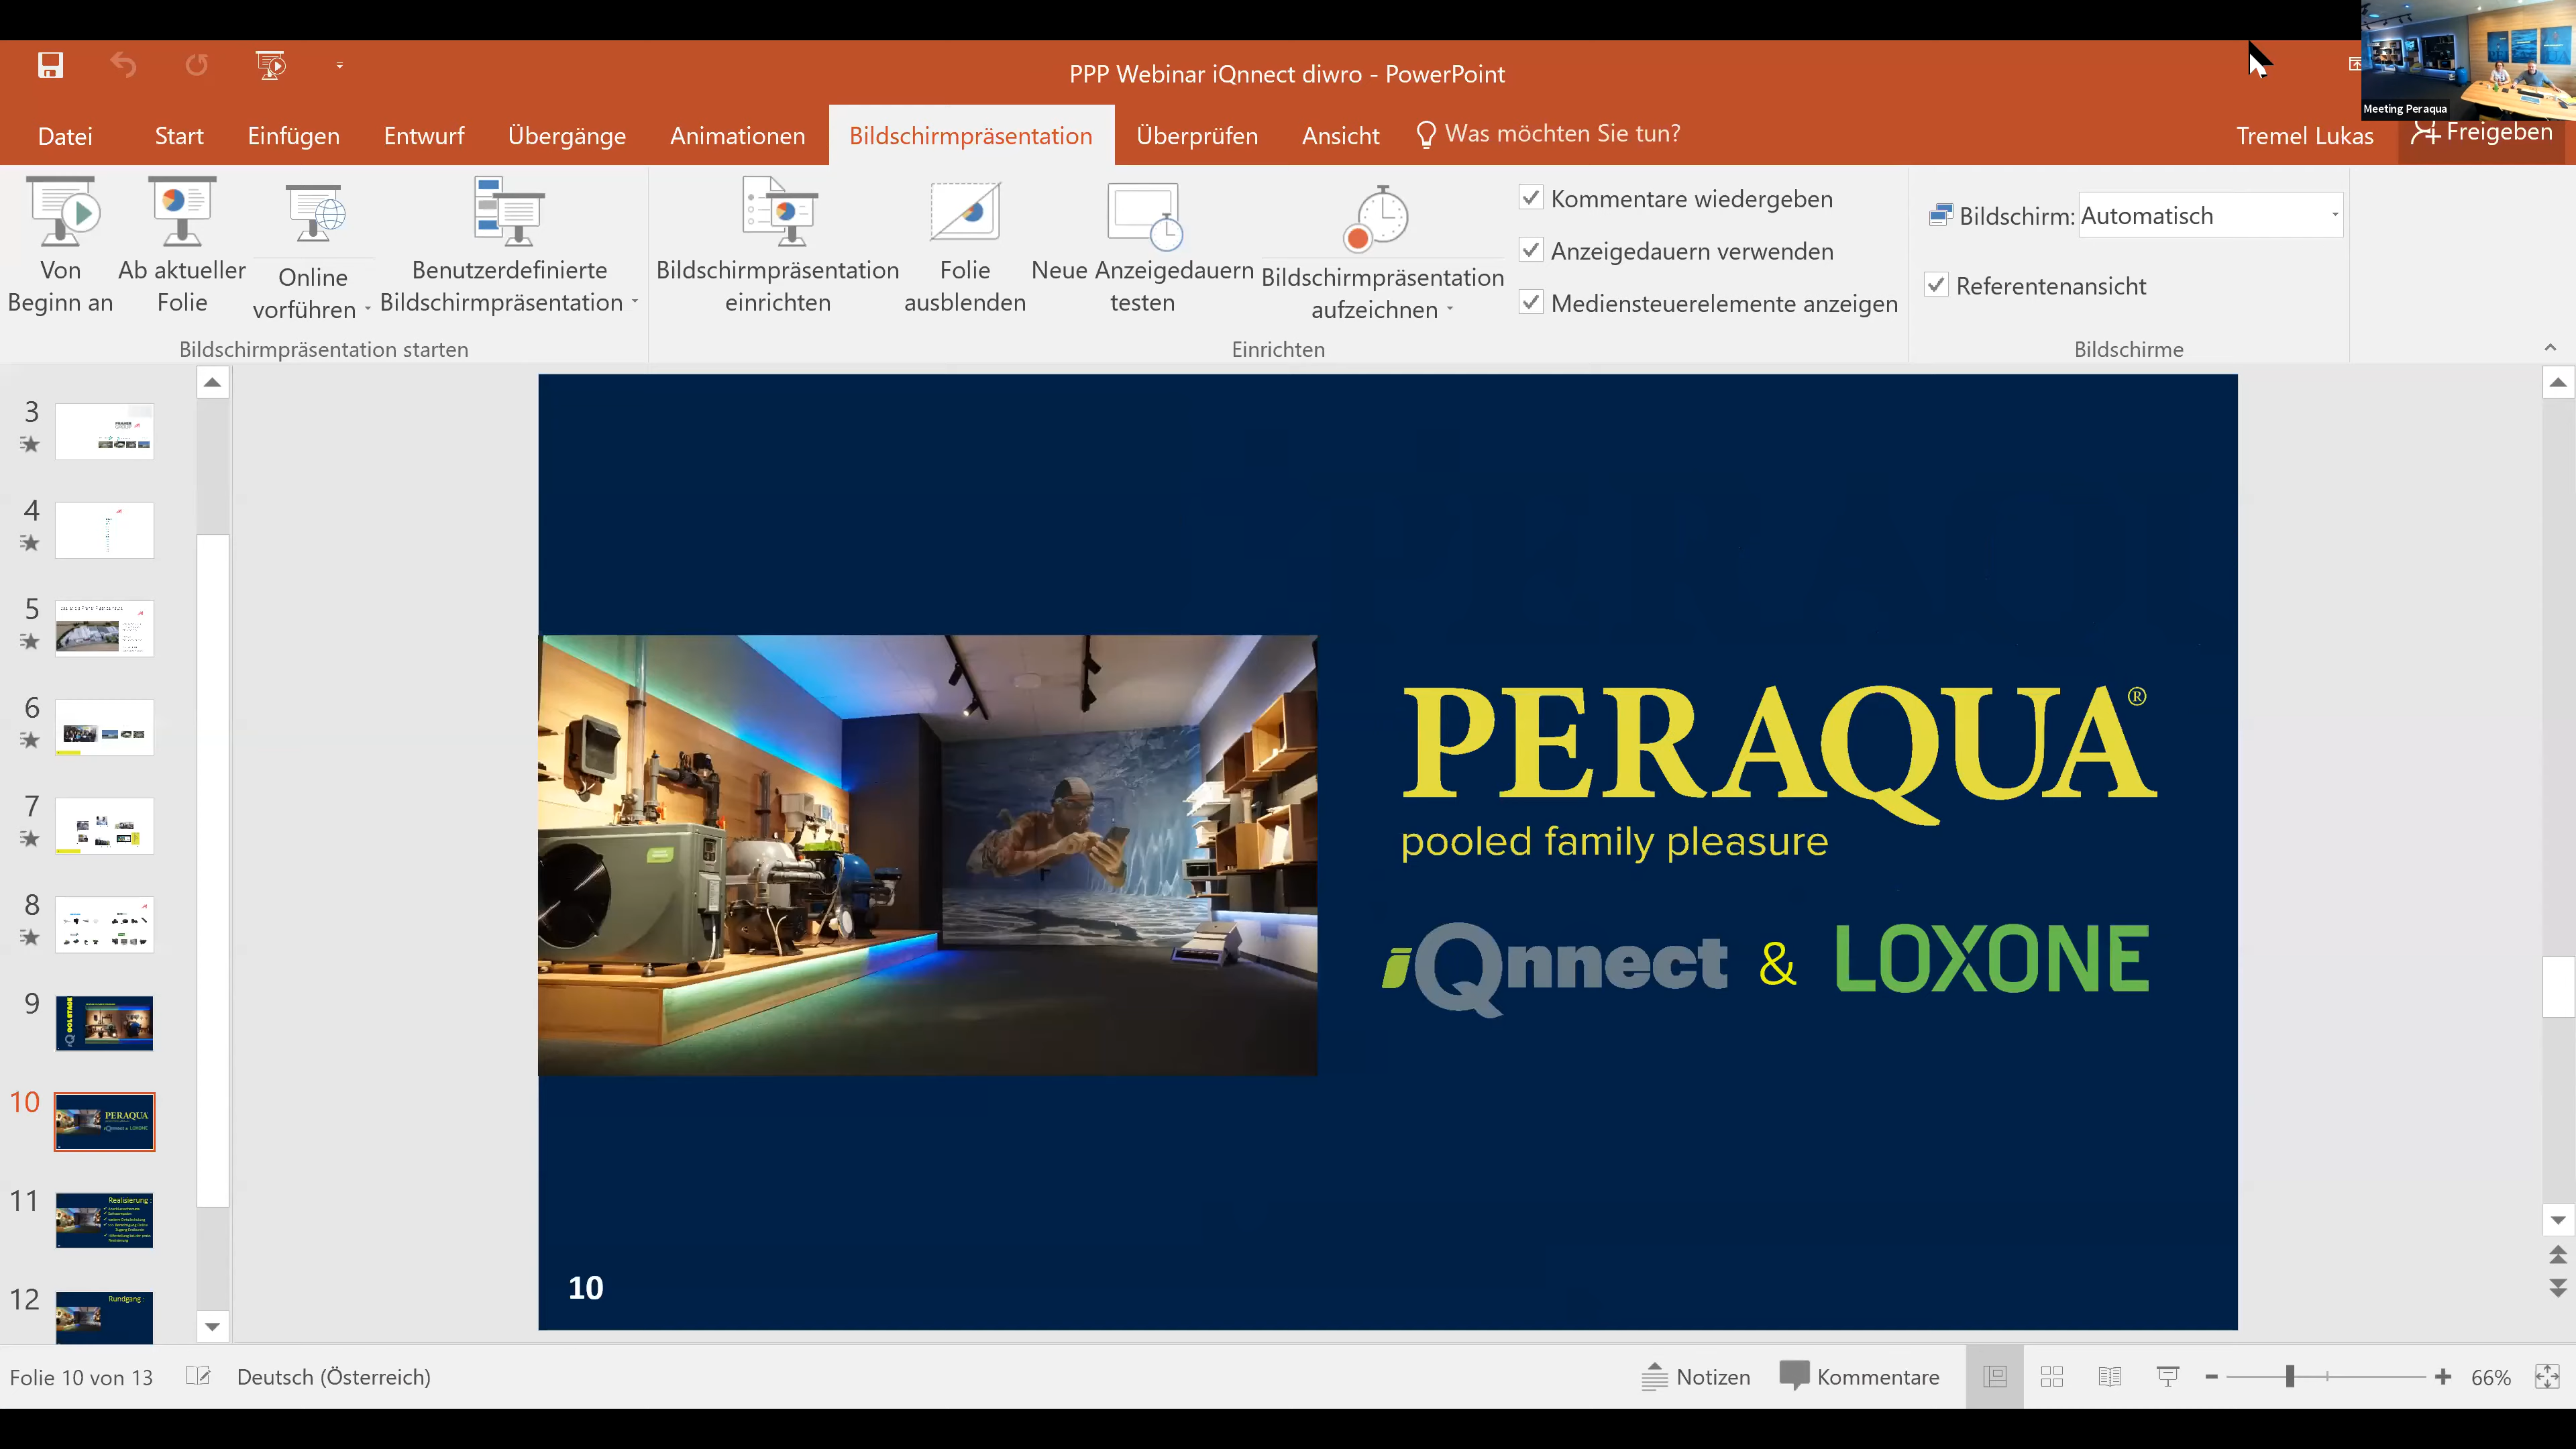 PPP Webinar iQnnect diwro - PowerPoint
Meeting Peraqua
Datei Start Einfügen Entwurf Übergänge Animationen Bildschirmpräsentation Überprüfen Ansicht Was möchten Sie tun? Tremel Lukas Freigeben
Von Beginn an
Ab aktueller Folie
Online vorführen
Benutzerdefinierte Bildschirmpräsentation
Bildschirmpräsentation starten
Bildschirmpräsentation einrichten
Folie ausblenden
Neue Anzeigedauern testen
Bildschirmpräsentation aufzeichnen
Kommentare wiedergeben
Anzeigedauern verwenden
Mediensteuerelemente anzeigen
Einrichten
Bildschirm: Automatisch
Referentenansicht
Bildschirme
3
4
5
6
7
8
9
10
PERAQUA
11
Realisierung :
12
Rundgang :
PERAQUA®
pooled family pleasure
iQnnect & LOXONE
10
Folie 10 von 13 Deutsch (Österreich) Notizen Kommentare 66%